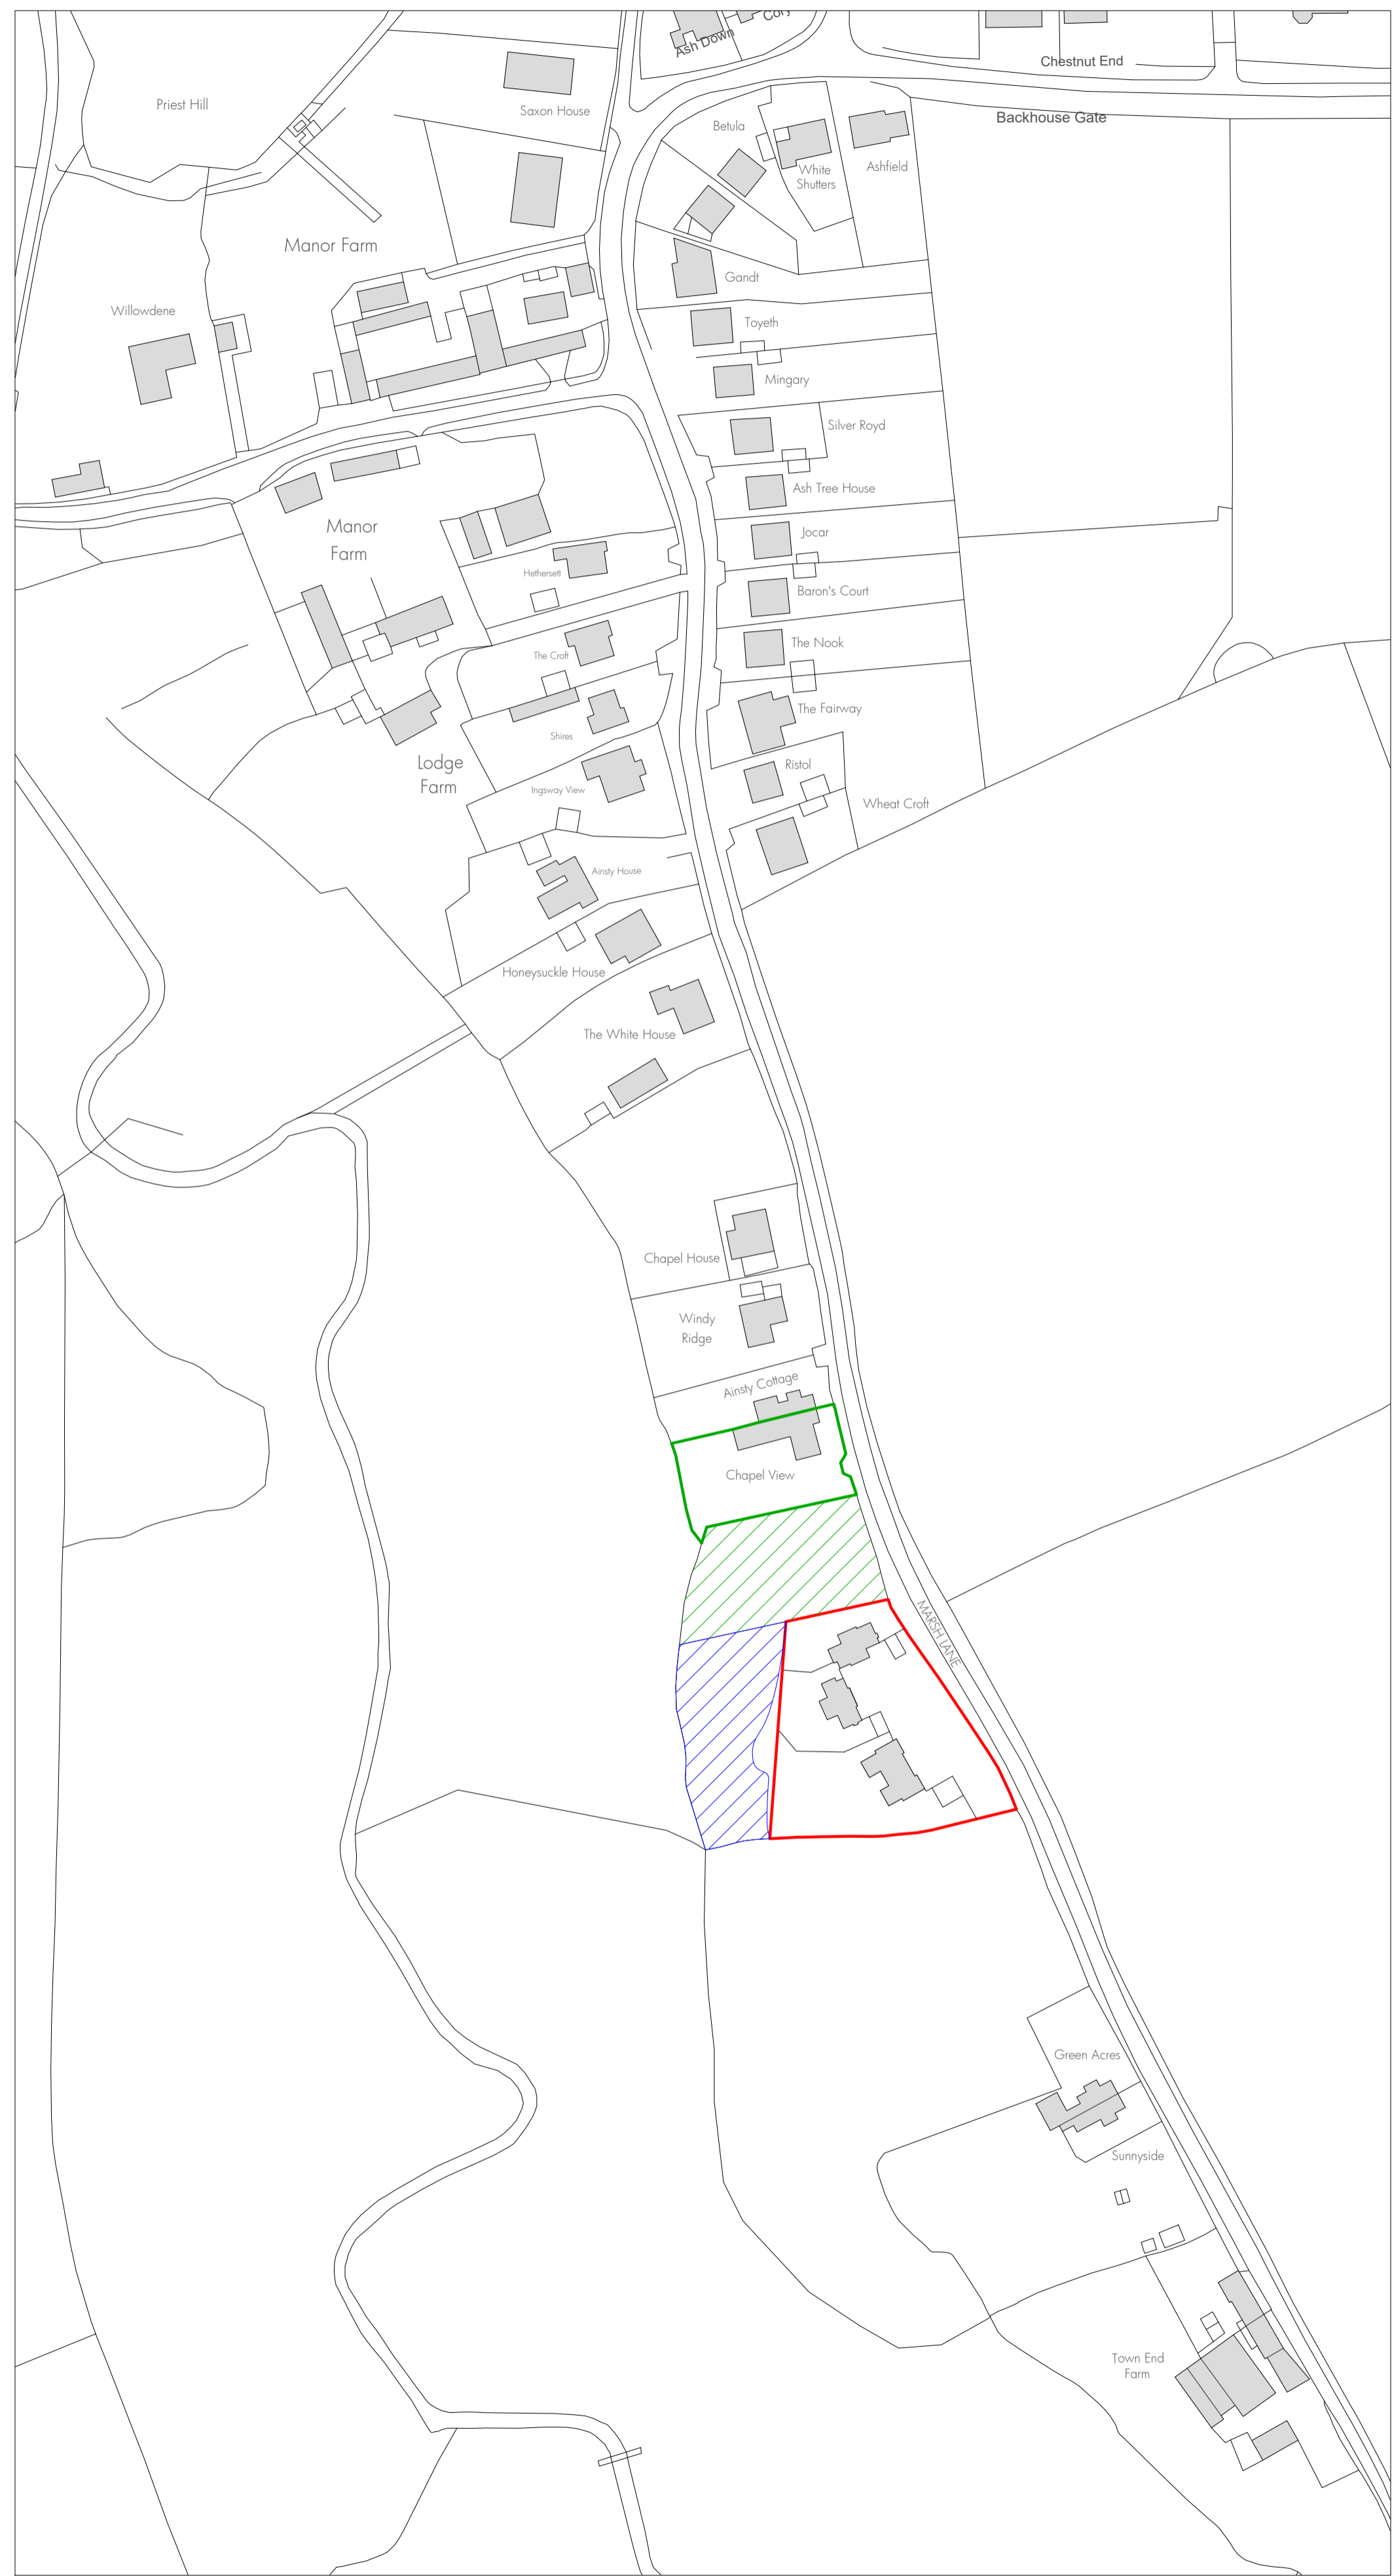 Cory
Ash Down
Chestnut End
Backhouse Gate
Priest Hill
Saxon House
Betula
White
Shutters
Ashfield
Manor Farm
Gandt
Willowdene
Toyeth
Mingary
Silver Royd
Ash Tree House
Manor
Farm
Jocar
Hethersett
Baron's Court
The Nook
The Croft
The Fairway
Shires
Lodge
Farm
Ristol
Ingsway View
Wheat Croft
Ainsty House
Honeysuckle House
The White House
Chapel House
Windy
Ridge
Ainsty Cottage
Chapel View
MARSH LANE
Green Acres
Sunnyside
Town End
Farm